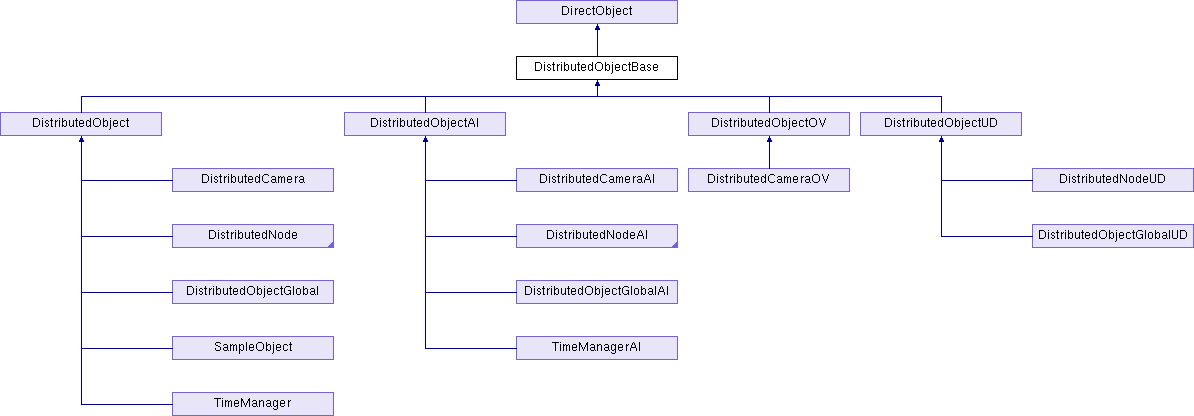 DirectObject
DistributedObjectBase
DistributedObject
DistributedObjectAI
DistributedObjectOV
DistributedObjectUD
DistributedCamera
DistributedCameraAI
DistributedCameraOV
DistributedNodeUD
DistributedNode
DistributedNodeAI
DistributedObjectGlobalUD
DistributedObjectGlobal
DistributedObjectGlobalAI
SampleObject
TimeManagerAI
TimeManager